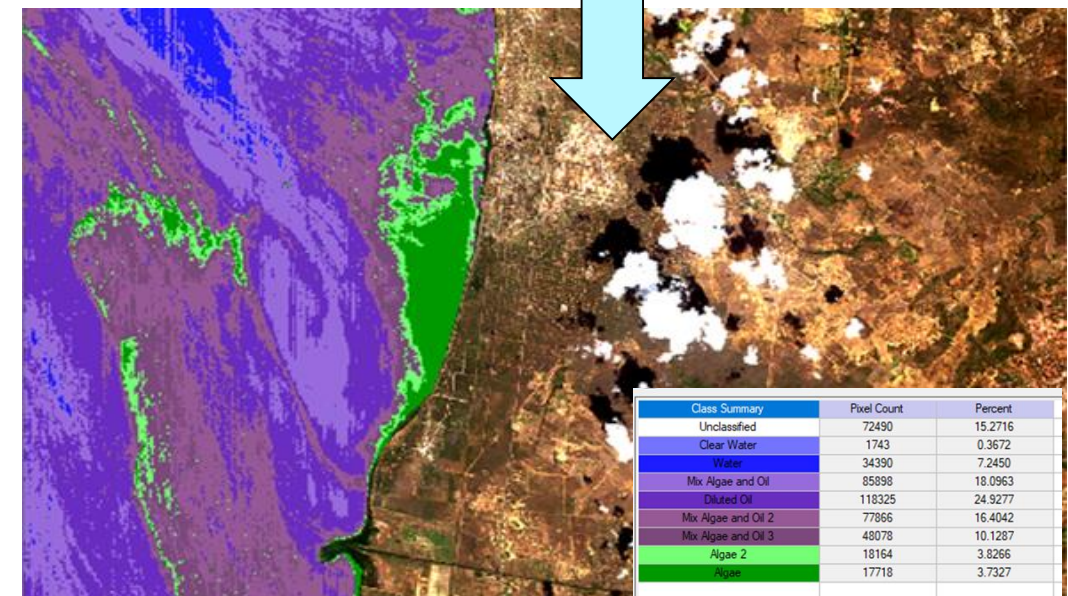 Class Summary Pixel Count Percent
Unclassified 72490 15.2716
Clear Water 1743 0.3672
Water 34390 7.2450
Mix Algae and Oil 85898 18.0963
Diluted Oil 118325 24.9277
Mix Algae and Oil 2 77866 16.4042
Mix Algae and Oil 3 48078 10.1287
Algae 2 18164 3.8266
Algae 17718 3.7327